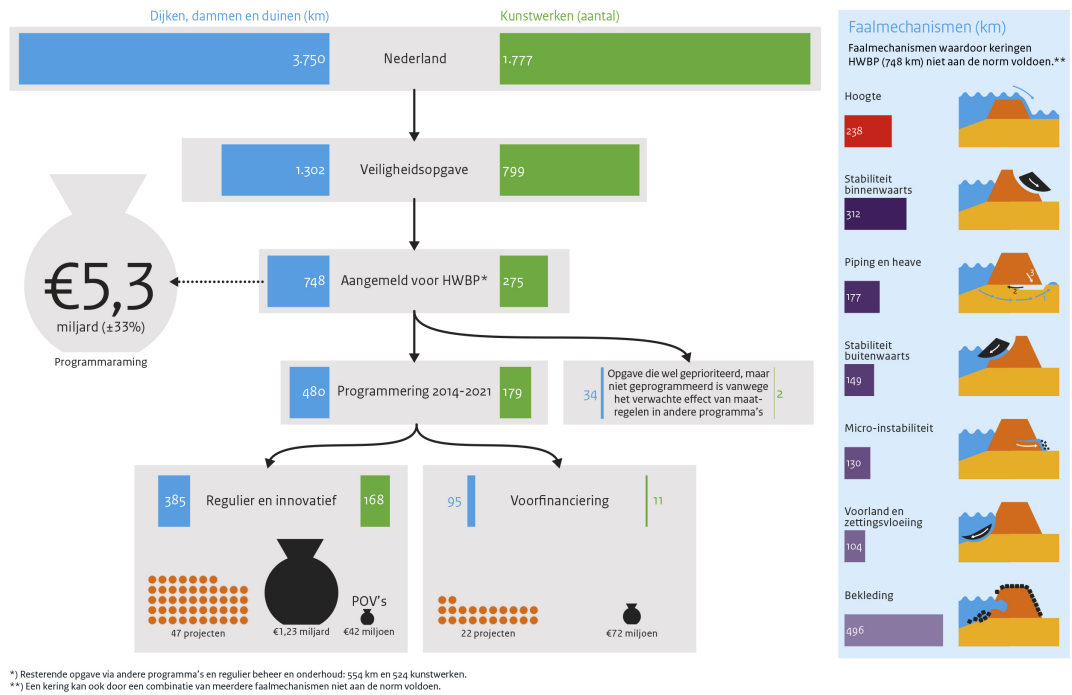 Dijken, dammen en duinen (km)
Kunstwerken (aantal)
3.750
Nederland
1.777
1.302
Veiligheidsopgave
799
748
Aangemeld voor HWBP*
275
€5,3
miljard (±33%)
Programmaraming
480
Programmering 2014-2021
179
34
Opgave die wel geprioriteerd, maar
niet geprogrammeerd is vanwege
het verwachte effect van maat-
regelen in andere programma's
2
385
Regulier en innovatief
168
47 projecten
€1,23 miljard
POV's
€42 miljoen
95
Voorfinanciering
11
22 projecten
€72 miljoen
*) Resterende opgave via andere programma's en regulier beheer en onderhoud: 554 km en 524 kunstwerken.
**) Een kering kan ook door een combinatie van meerdere faalmechanismen niet aan de norm voldoen.
Faalmechanismen (km)
Faalmechanismen waardoor keringen
HWBP (748 km) niet aan de norm voldoen.**
Hoogte
238
Stabiliteit
binnenwaarts
312
Piping en heave
177
3
2
1
Stabiliteit
buitenwaarts
149
Micro-instabiliteit
130
Voorland en
zettingsvloeiing
104
Bekleding
496